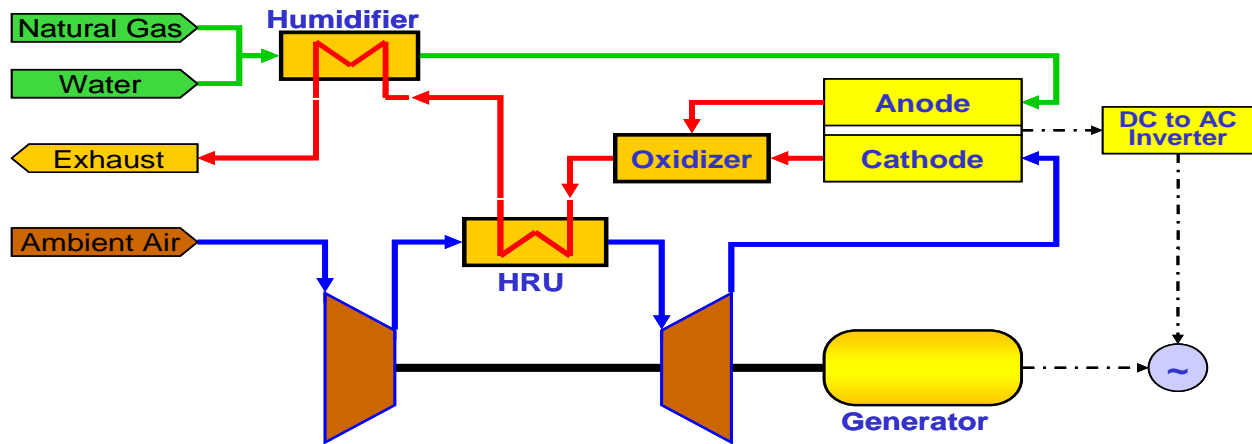 Natural Gas
Humidifier
Water
Anode
DC to AC
Inverter
Exhaust
Oxidizer
Cathode
Ambient Air
HRU
~
Generator